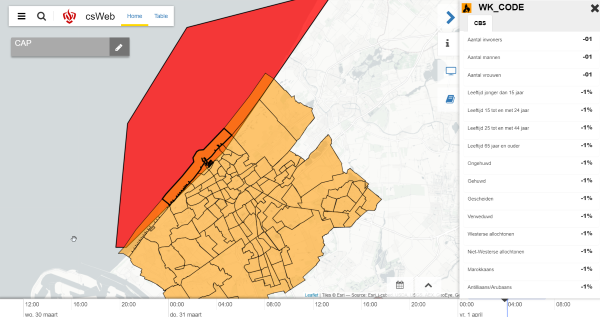 csWeb
Home
Table
CAP
WK_CODE
CBS
Aantal inwoners -01
Aantal mannen -01
Aantal vrouwen -01
Leeftijd jonger dan 15 jaar -1%
Leeftijd 15 tot en met 24 jaar -1%
Leeftijd 25 tot en met 44 jaar -1%
Leeftijd 65 jaar en ouder -1%
Ongehuwd -1%
Gehuwd -1%
Gescheiden -1%
Verweduwd -1%
Westerse allochtonen -1%
Niet-Westerse allochtonen -1%
Marokkaans -1%
Antilliaans/Arubaans -1%
Leaflet | Tiles © Esri — Source: Esri
12:00 16:00 20:00 00:00 04:00 08:00 12:00 16:00 20:00 00:00 08:00
wo. 30 maart do. 31 maart vr. 1 april